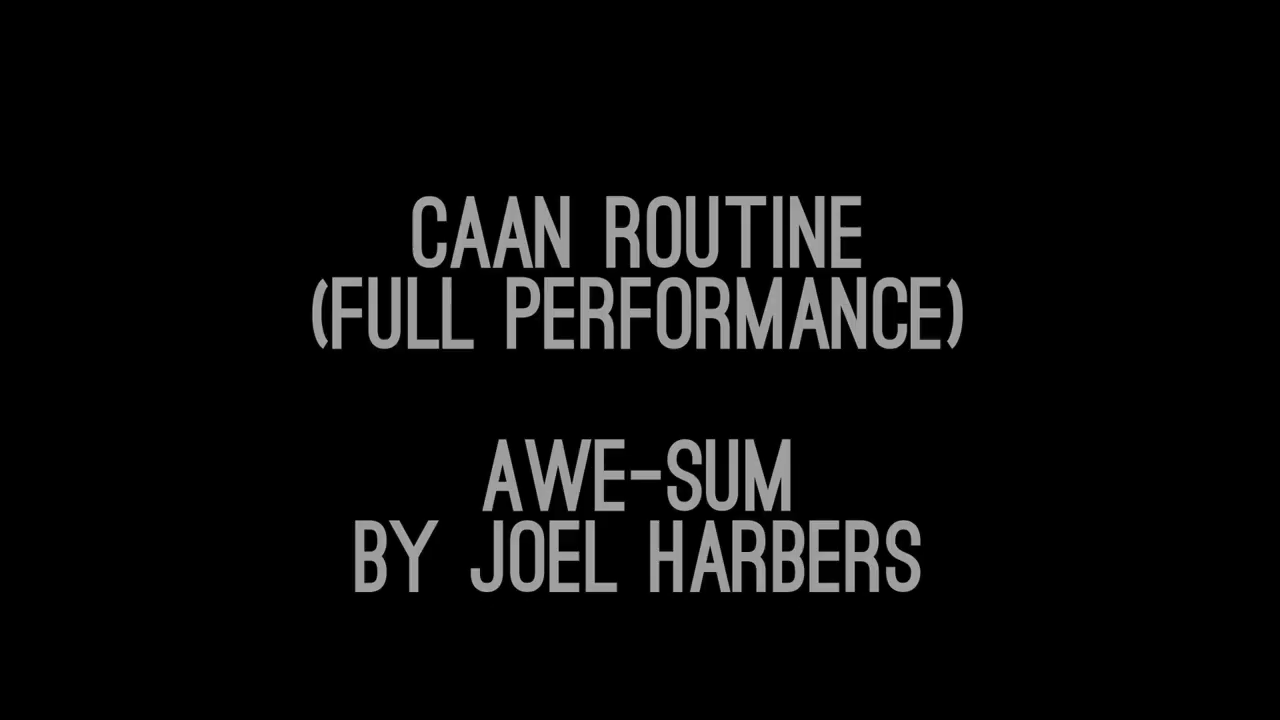 CAAN ROUTINE
(FULL PERFORMANCE)
AWE-SUM
BY JOEL HARBERS